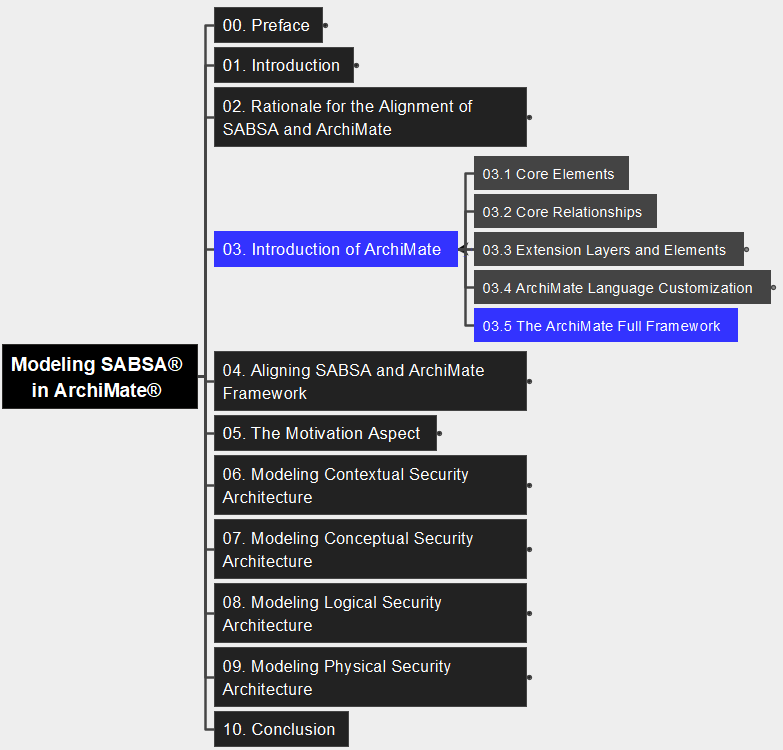 00. Preface
01. Introduction
02. Rationale for the Alignment of
SABSA and ArchiMate
03. Introduction of ArchiMate
03.1 Core Elements
03.2 Core Relationships
03.3 Extension Layers and Elements
03.4 ArchiMate Language Customization
03.5 The ArchiMate Full Framework
Modeling SABSA®
in ArchiMate®
04. Aligning SABSA and ArchiMate
Framework
05. The Motivation Aspect
06. Modeling Contextual Security
Architecture
07. Modeling Conceptual Security
Architecture
08. Modeling Logical Security
Architecture
09. Modeling Physical Security
Architecture
10. Conclusion